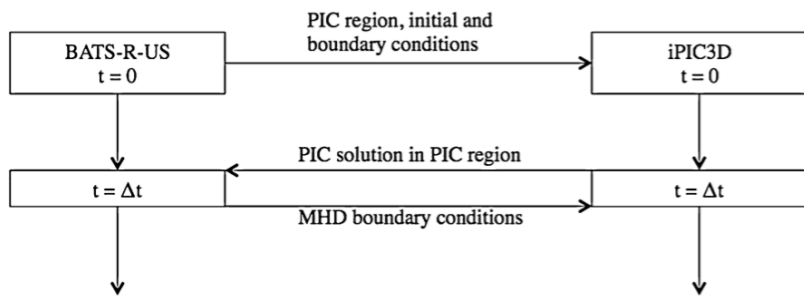 PIC region, initial and
boundary conditions
BATS-R-US
t = 0
iPIC3D
t = 0
PIC solution in PIC region
t = Δt
t = Δt
MHD boundary conditions